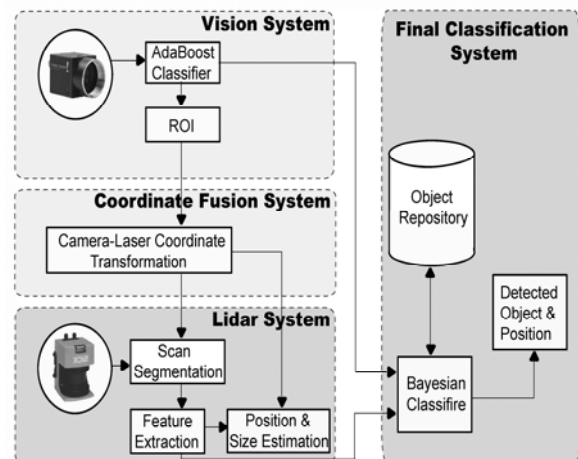 Vision System
AdaBoost
Classifier
ROI
Coordinate Fusion System
Camera-Laser Coordinate
Transformation
Lidar System
Scan
Segmentation
Feature
Extraction
Position &
Size Estimation
Final Classification
System
Object
Repository
Detected
Object &
Position
Bayesian
Classifire